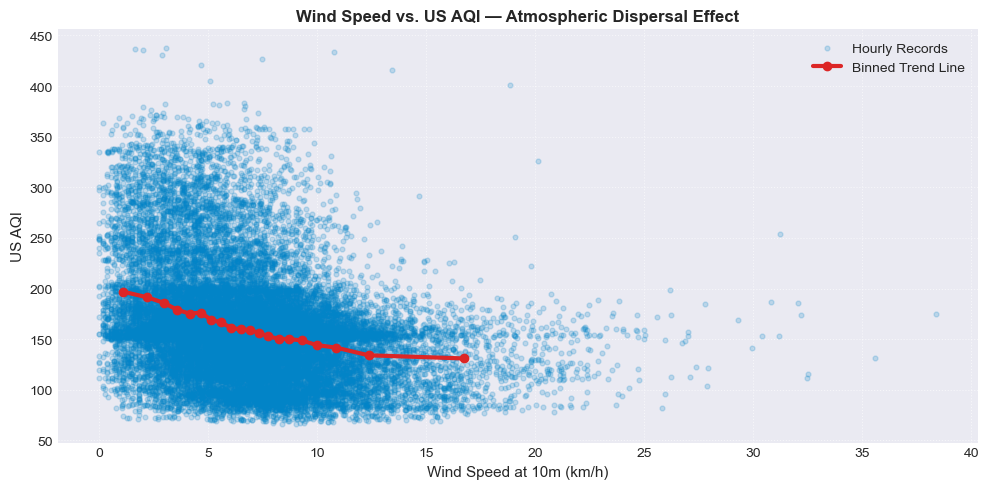 Wind Speed vs. US AQI — Atmospheric Dispersal Effect
Hourly Records
Binned Trend Line
US AQI
450
400
350
300
250
200
150
100
50
0 5 10 15 20 25 30 35 40
Wind Speed at 10m (km/h)